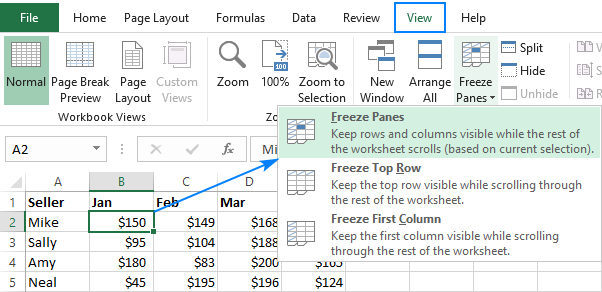 File Home Page Layout Formulas Data Review View Help
Normal Page Break Preview Page Layout Custom Views
Workbook Views
Zoom 100% Zoom to Selection
100
New Window Arrange All Freeze Panes
Split
Hide
Unhide
Freeze Panes
Keep rows and columns visible while the rest of
the worksheet scrolls (based on current selection).
Freeze Top Row
Keep the top row visible while scrolling through
the rest of the worksheet.
Freeze First Column
Keep the first column visible while scrolling
through the rest of the worksheet.
A2 fx Mi
A B C D
1 Seller Jan Feb Mar
2 Mike $150 $149 $168
3 Sally $95 $104 $188
4 Amy $180 $83 $200 $165
5 Neal $45 $195 $196 $124